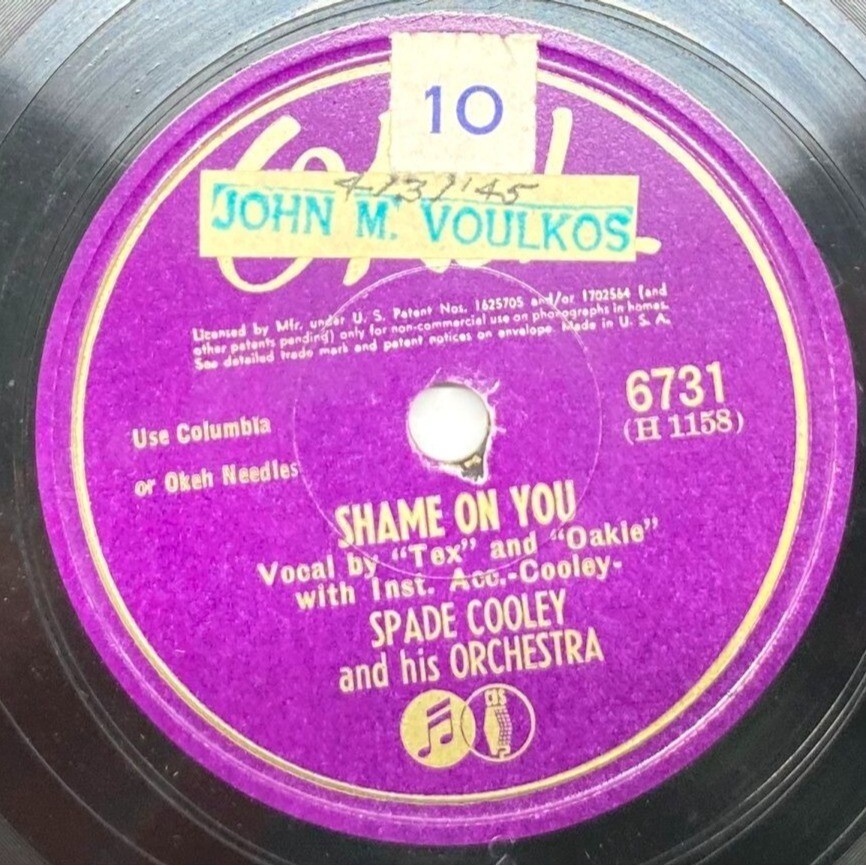 10
4/3/'45
JOHN M. VOULKOS
Licensed by Mfr. under U. S. Patent Nos. 1625705 and/or 1702564 (and
other patents pending) only for non-commercial use on phonographs in homes.
See detailed trade mark and patent notices on envelope. Made in U. S. A.
6731
(H 1158)
Use Columbia
or Okeh Needles
SHAME ON YOU
Vocal by "Tex" and "Oakie"
with Inst. Acc.-Cooley-
SPADE COOLEY
and his ORCHESTRA
CBS